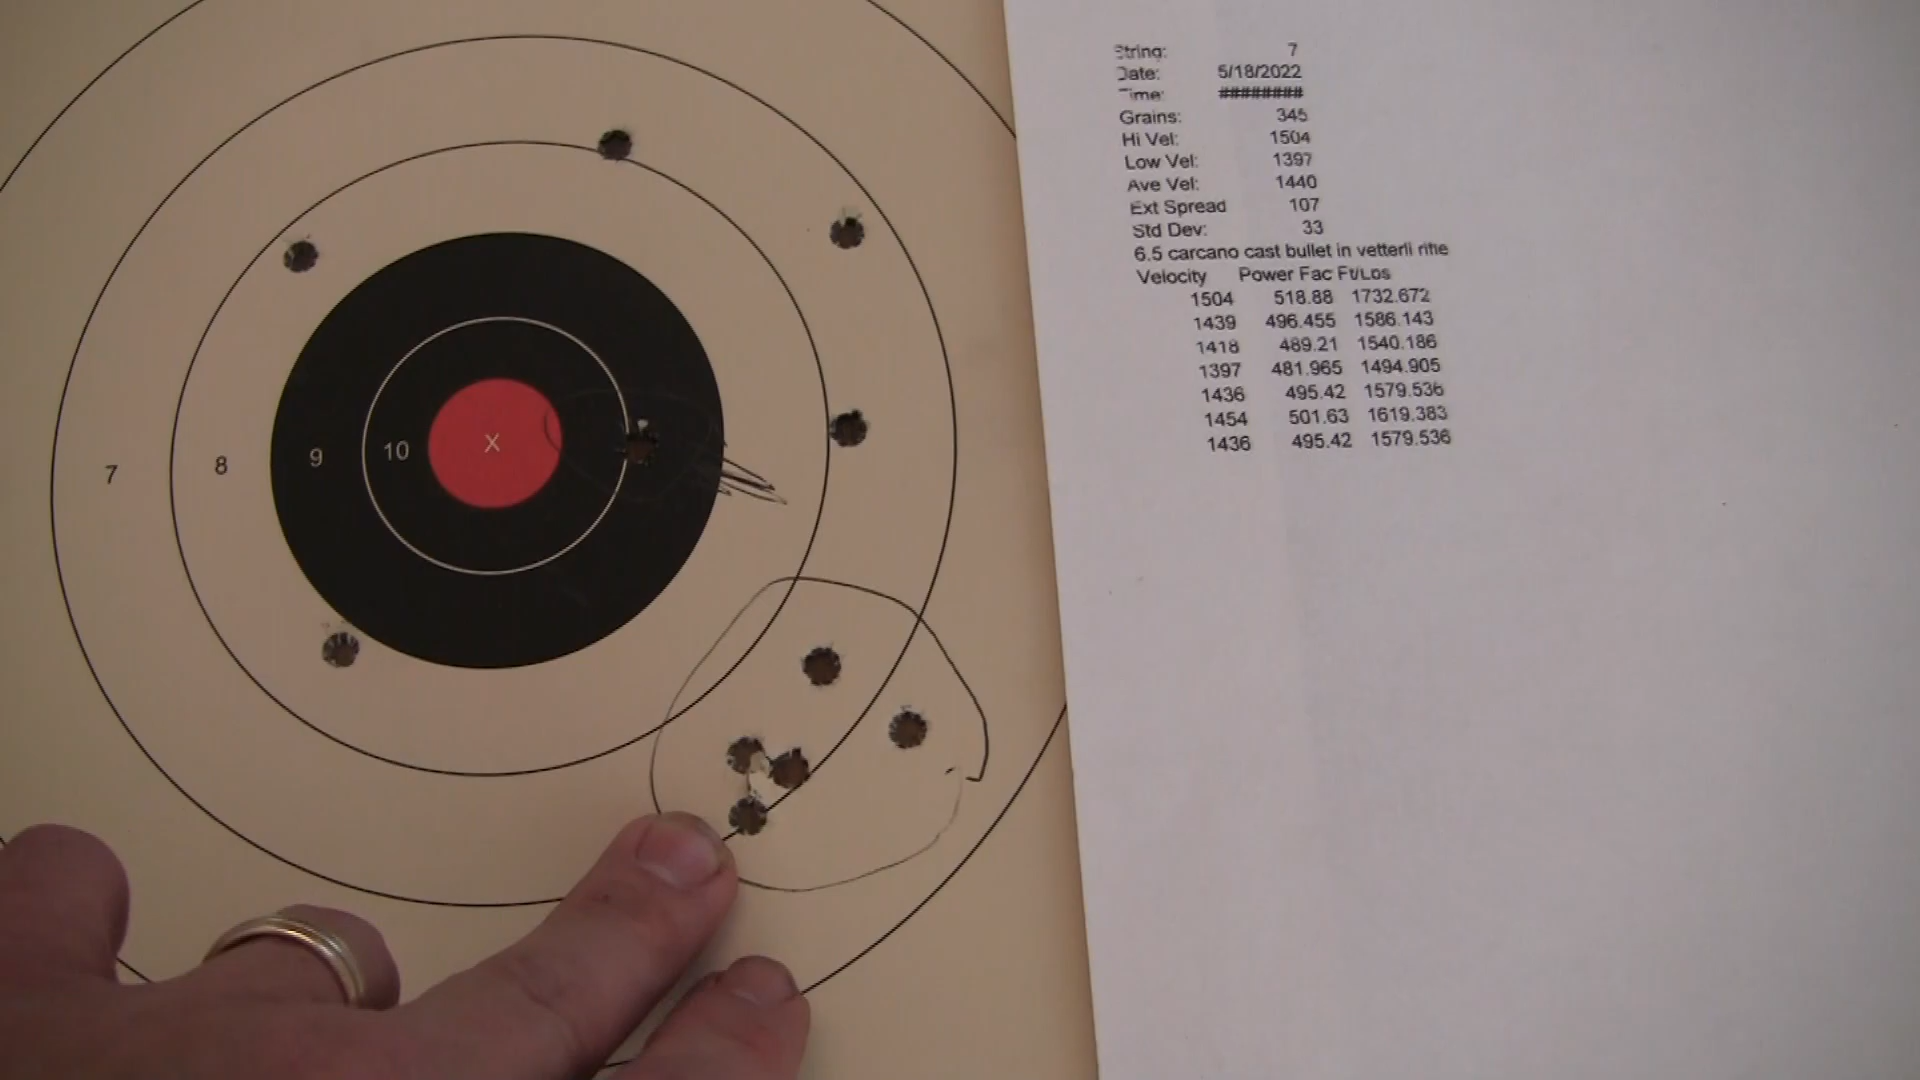 7 8 9 10 X
String: 7
Date: 5/18/2022
Time: ########
Grains: 345
Hi Vel: 1504
Low Vel: 1397
Ave Vel: 1440
Ext Spread 107
Std Dev: 33
6.5 carcano cast bullet in vetterli rifle
Velocity Power Fac Ft/Lbs
1504 518.88 1732.672
1439 496.455 1586.143
1418 489.21 1540.186
1397 481.965 1494.905
1436 495.42 1579.536
1454 501.63 1619.383
1436 495.42 1579.536